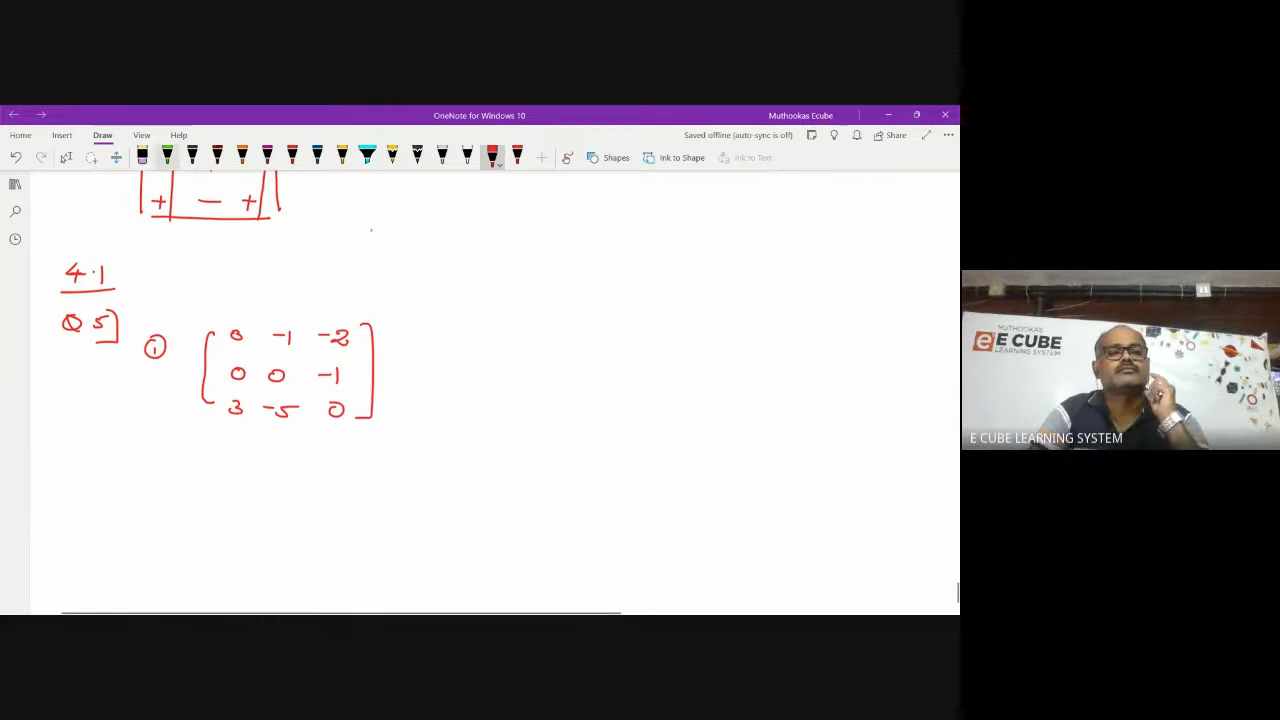 OneNote for Windows 10
Muthookas Ecube
Home Insert Draw View Help
Saved offline (auto-sync is off)
Share
Shapes
Ink to Shape
Ink to Text
+ − +
4.1
Q 5]
① 3 -1 -2
0 0 -1
3 -5 0
MUTHOOKAS
e E CUBE
LEARNING SYSTEM
E CUBE LEARNING SYSTEM